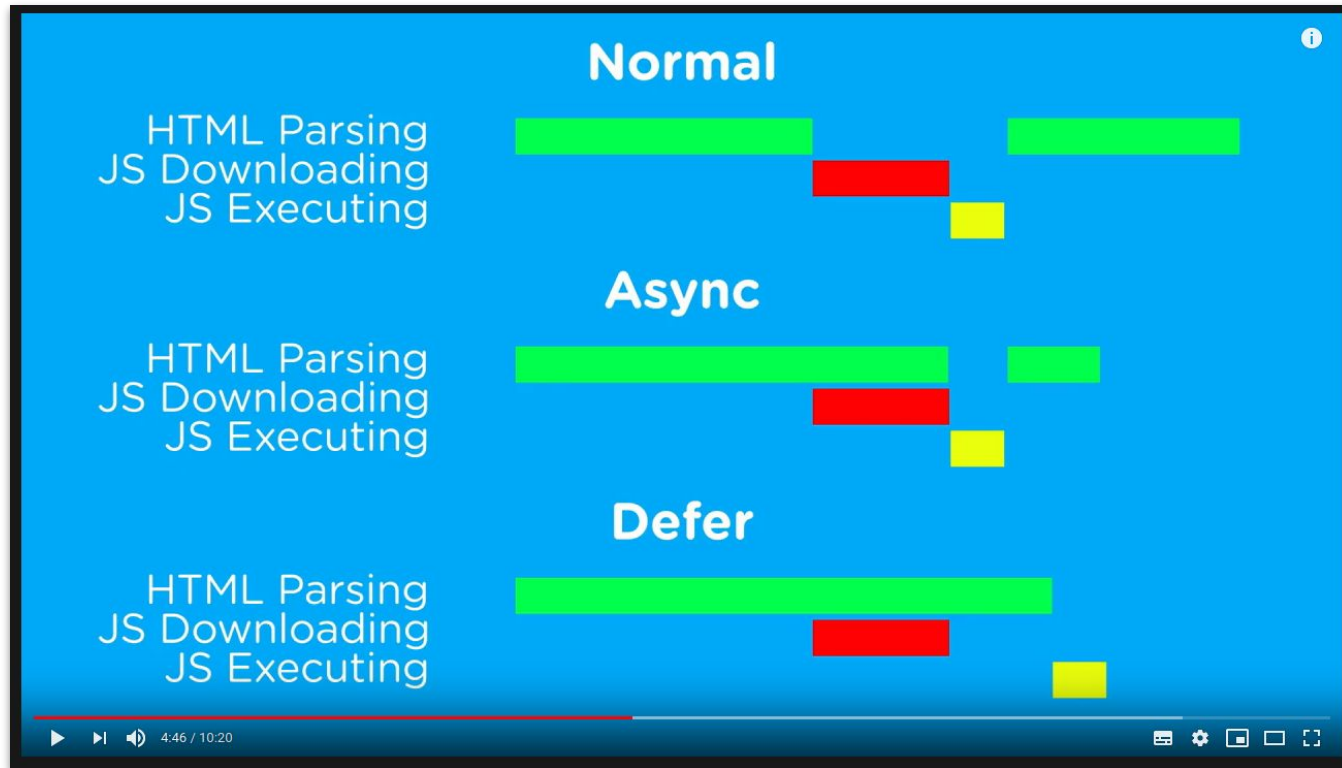 Normal
HTML Parsing
JS Downloading
JS Executing
Async
HTML Parsing
JS Downloading
JS Executing
Defer
HTML Parsing
JS Downloading
JS Executing
4:46 / 10:20